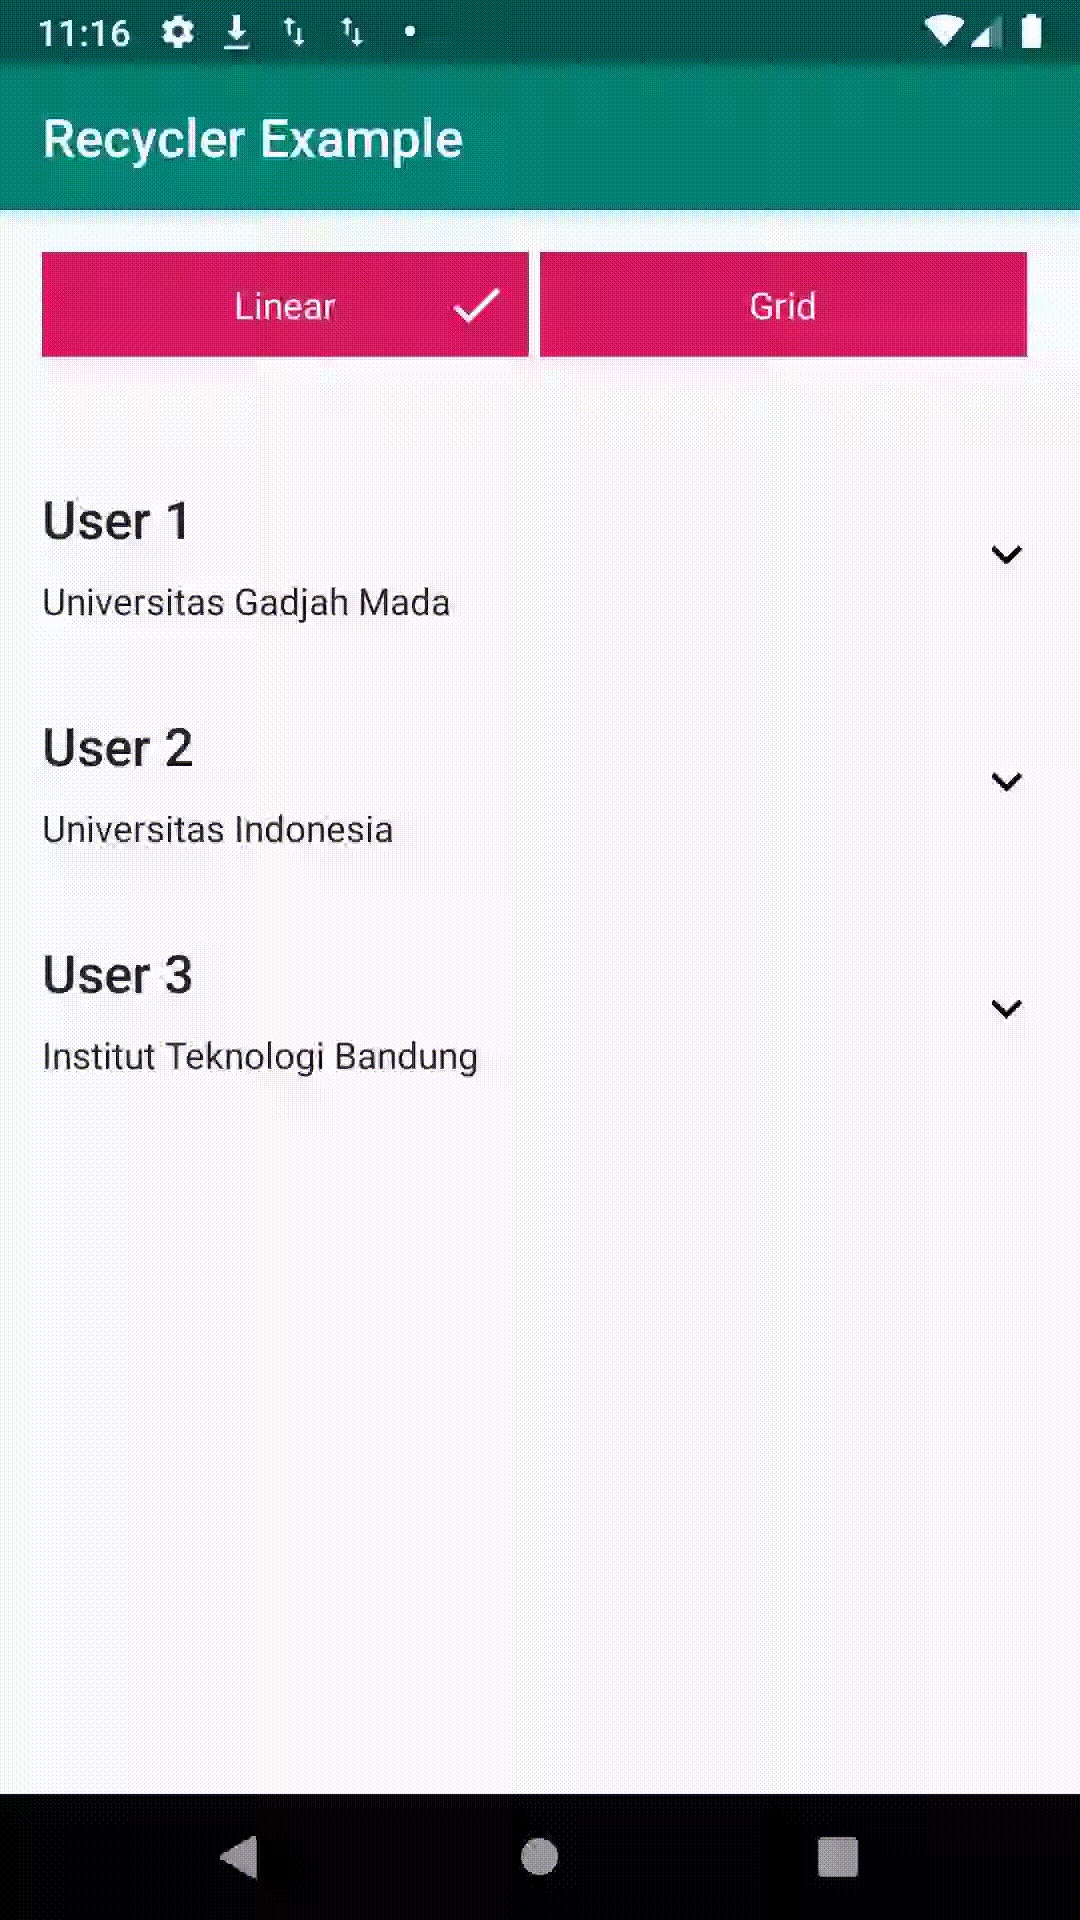 11:16
Recycler Example
Linear
Grid
User 1
Universitas Gadjah Mada
User 2
Universitas Indonesia
User 3
Institut Teknologi Bandung